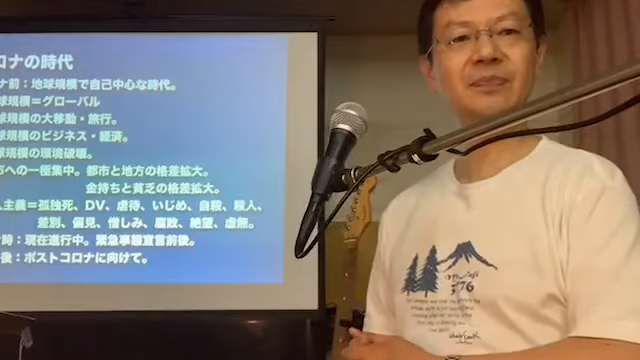 ロナの時代
ナ前：地球規模で自己中心な時代。
球規模＝グローバル
球規模の大移動・旅行。
球規模のビジネス・経済。
球規模の環境破壊。
市への一極集中。都市と地方の格差拡大。
金持ちと貧乏の格差拡大。
主義＝孤独死、DV、虐待、いじめ、自殺、殺人、
差別、偏見、憎しみ、腐敗、絶望、虚無。
時：現在進行中。緊急事態宣言前後。
後：ポストコロナに向けて。